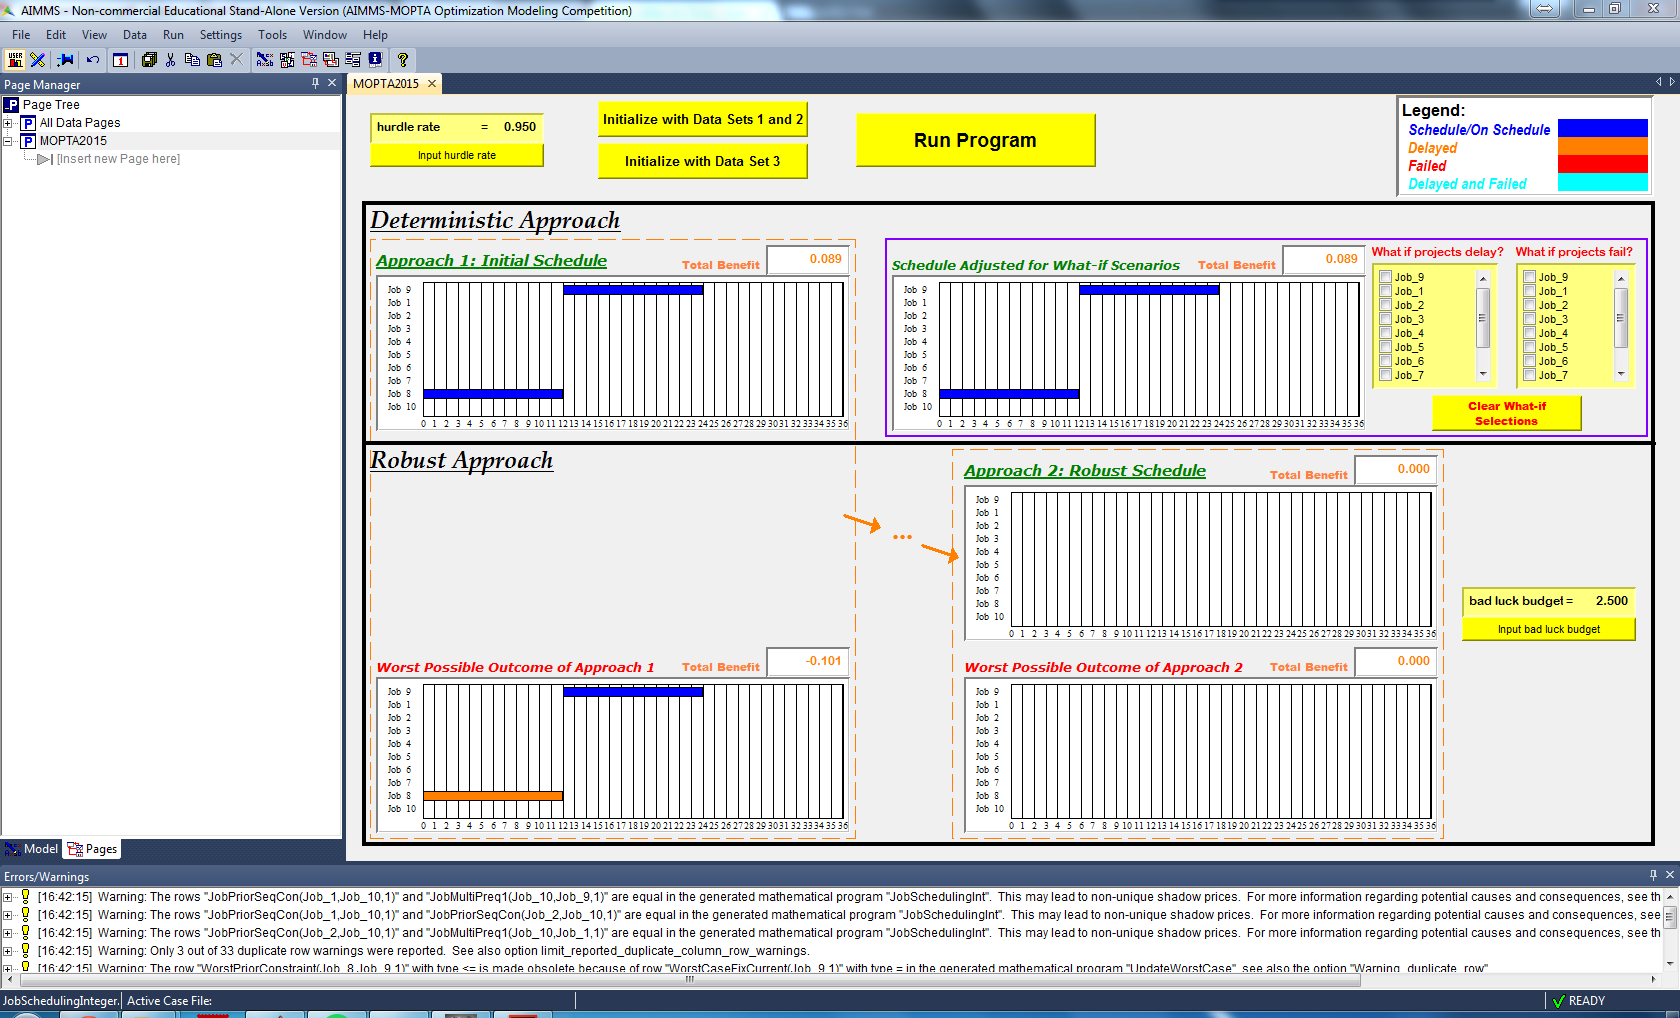 AIMMS - Non-commercial Educational Stand-Alone Version (AIMMS-MOPTA Optimization Modeling Competition)
File Edit View Data Run Settings Tools Window Help
Page Manager
MOPTA2015
Page Tree
All Data Pages
MOPTA2015
[Insert new Page here]
hurdle rate = 0.950
Input hurdle rate
Initialize with Data Sets 1 and 2
Initialize with Data Set 3
Run Program
Legend:
Schedule/On Schedule
Delayed
Failed
Delayed and Failed
Deterministic Approach
Approach 1: Initial Schedule Total Benefit 0.089
Job 9
Job 1
Job 2
Job 3
Job 4
Job 5
Job 6
Job 7
Job 8
Job 10
0 1 2 3 4 5 6 7 8 9 10 11 12 13 14 15 16 17 18 19 20 21 22 23 24 25 26 27 28 29 30 31 32 33 34 35 36
Schedule Adjusted for What-if Scenarios Total Benefit 0.089
Job 9
Job 1
Job 2
Job 3
Job 4
Job 5
Job 6
Job 7
Job 8
Job 10
0 1 2 3 4 5 6 7 8 9 10 11 12 13 14 15 16 17 18 19 20 21 22 23 24 25 26 27 28 29 30 31 32 33 34 35 36
What if projects delay?
Job_9
Job_1
Job_2
Job_3
Job_4
Job_5
Job_6
Job_7
What if projects fail?
Job_9
Job_1
Job_2
Job_3
Job_4
Job_5
Job_6
Job_7
Clear What-if
Selections
Robust Approach
Approach 2: Robust Schedule Total Benefit 0.000
Job 9
Job 1
Job 2
Job 3
Job 4
Job 5
Job 6
Job 7
Job 8
Job 10
0 1 2 3 4 5 6 7 8 9 10 11 12 13 14 15 16 17 18 19 20 21 22 23 24 25 26 27 28 29 30 31 32 33 34 35 36
bad luck budget = 2.500
Input bad luck budget
Worst Possible Outcome of Approach 1 Total Benefit -0.101
Job 9
Job 1
Job 2
Job 3
Job 4
Job 5
Job 6
Job 7
Job 8
Job 10
0 1 2 3 4 5 6 7 8 9 10 11 12 13 14 15 16 17 18 19 20 21 22 23 24 25 26 27 28 29 30 31 32 33 34 35 36
Worst Possible Outcome of Approach 2 Total Benefit 0.000
Job 9
Job 1
Job 2
Job 3
Job 4
Job 5
Job 6
Job 7
Job 8
Job 10
0 1 2 3 4 5 6 7 8 9 10 11 12 13 14 15 16 17 18 19 20 21 22 23 24 25 26 27 28 29 30 31 32 33 34 35 36
Model Pages
Errors/Warnings
[16:42:15] Warning: The rows "JobPriorSeqCon(Job_1,Job_10,1)" and "JobMultiPreq1(Job_10,Job_9,1)" are equal in the generated mathematical program "JobSchedulingInt". This may lead to non-unique shadow prices. For more information regarding potential causes and consequences, see th
[16:42:15] Warning: The rows "JobPriorSeqCon(Job_1,Job_10,1)" and "JobPriorSeqCon(Job_2,Job_10,1)" are equal in the generated mathematical program "JobSchedulingInt". This may lead to non-unique shadow prices. For more information regarding potential causes and consequences, see
[16:42:15] Warning: The rows "JobPriorSeqCon(Job_2,Job_10,1)" and "JobMultiPreq1(Job_10,Job_1,1)" are equal in the generated mathematical program "JobSchedulingInt". This may lead to non-unique shadow prices. For more information regarding potential causes and consequences, see th
[16:42:15] Warning: Only 3 out of 33 duplicate row warnings were reported. See also option limit_reported_duplicate_column_row_warnings.
[16:42:15] Warning: The row "WorstPriorConstraint(Job_8,Job_9,1)" with type <= is made obsolete because of row "WorstCaseFixCurrent(Job_9,1)" with type = in the generated mathematical program "UpdateWorstCase", see also the option "Warning_duplicate_row".
JobSchedulingInteger. Active Case File: READY